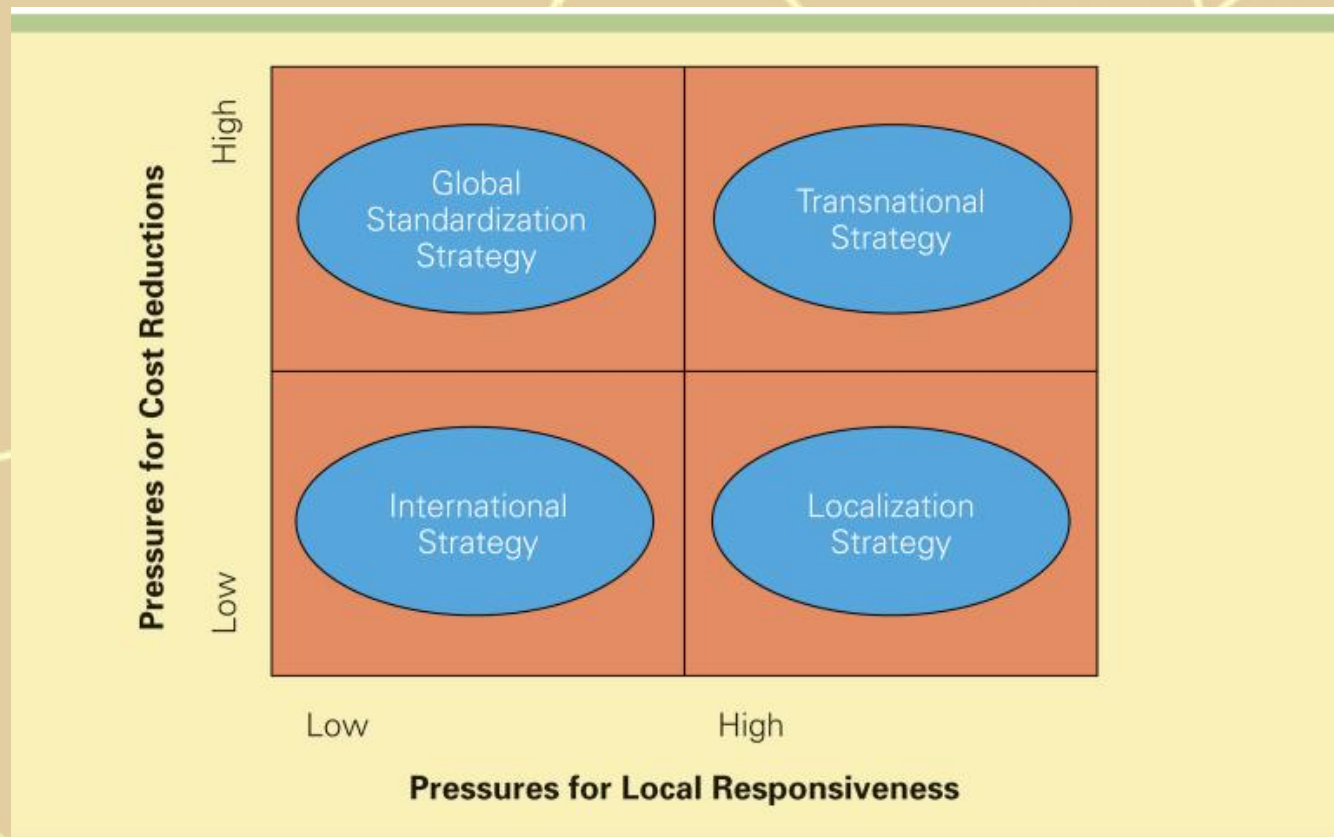 High
Global
Standardization
Strategy
Transnational
Strategy
Pressures for Cost Reductions
International
Strategy
Localization
Strategy
Low
Low
High
Pressures for Local Responsiveness